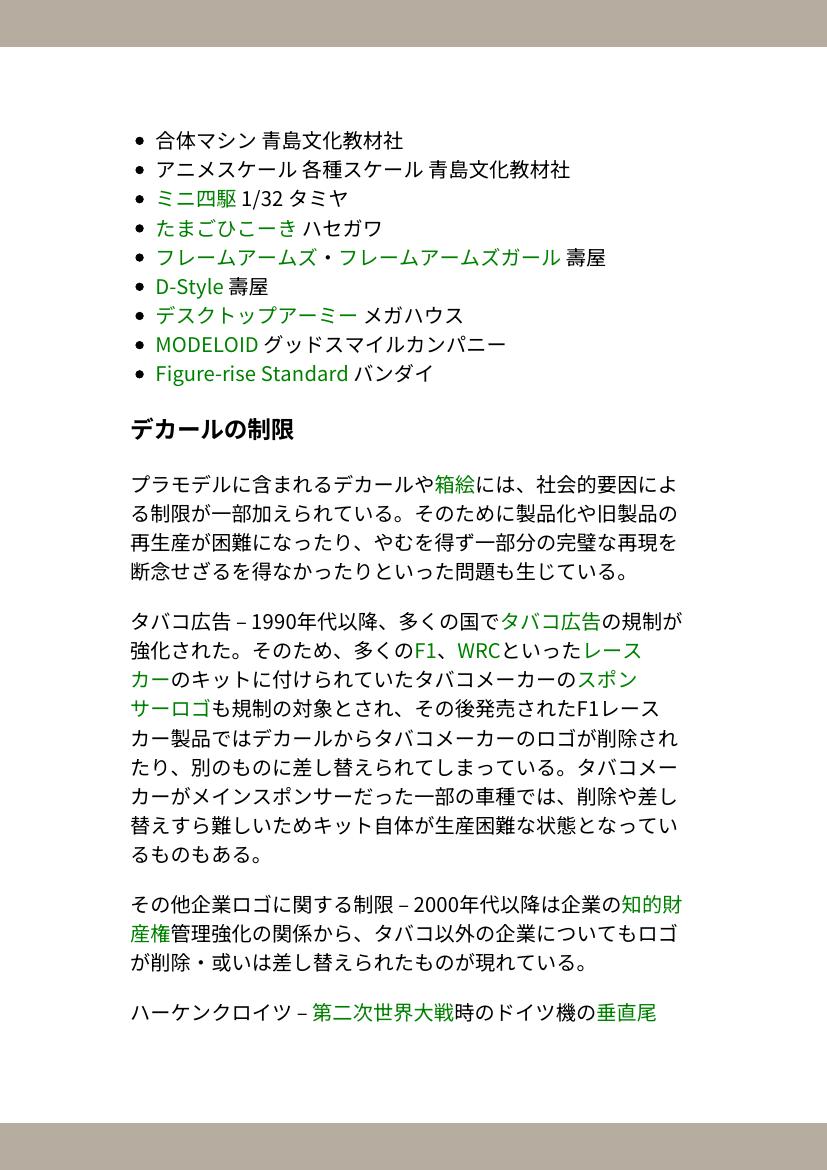 • 合体マシン 青島文化教材社
• アニメスケール 各種スケール 青島文化教材社
• ミニ四駆 1/32 タミヤ
• たまごひこーき ハセガワ
• フレームアームズ・フレームアームズガール 壽屋
• D-Style 壽屋
• デスクトップアーミー メガハウス
• MODELOID グッドスマイルカンパニー
• Figure-rise Standard バンダイ
デカールの制限
プラモデルに含まれるデカールや箱絵には、社会的要因によ
る制限が一部加えられている。そのために製品化や旧製品の
再生産が困難になったり、やむを得ず一部分の完璧な再現を
断念せざるを得なかったりといった問題も生じている。
タバコ広告 – 1990年代以降、多くの国でタバコ広告の規制が
強化された。そのため、多くのF1、WRCといったレース
カーのキットに付けられていたタバコメーカーのスポン
サーロゴも規制の対象とされ、その後発売されたF1レース
カー製品ではデカールからタバコメーカーのロゴが削除され
たり、別のものに差し替えられてしまっている。タバコメー
カーがメインスポンサーだった一部の車種では、削除や差し
替えすら難しいためキット自体が生産困難な状態となってい
るものもある。
その他企業ロゴに関する制限 – 2000年代以降は企業の知的財
産権管理強化の関係から、タバコ以外の企業についてもロゴ
が削除・或いは差し替えられたものが現れている。
ハーケンクロイツ – 第二次世界大戦時のドイツ機の垂直尾